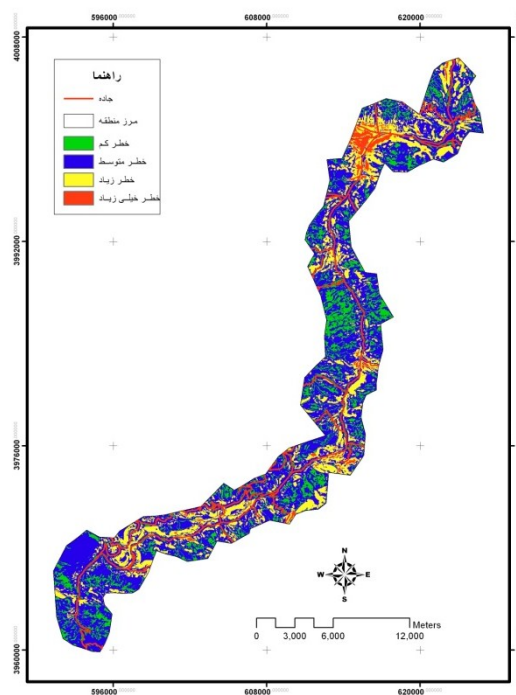 596000 608000 620000
4008000
راهنما
جاده
مرز منطقه
خطر کم
خطر متوسط
خطر زیاد
خطر خیلی زیاد
3992000
3976000
3960000
N
W E
S
Meters
0 3,000 6,000 12,000
596000 608000 620000